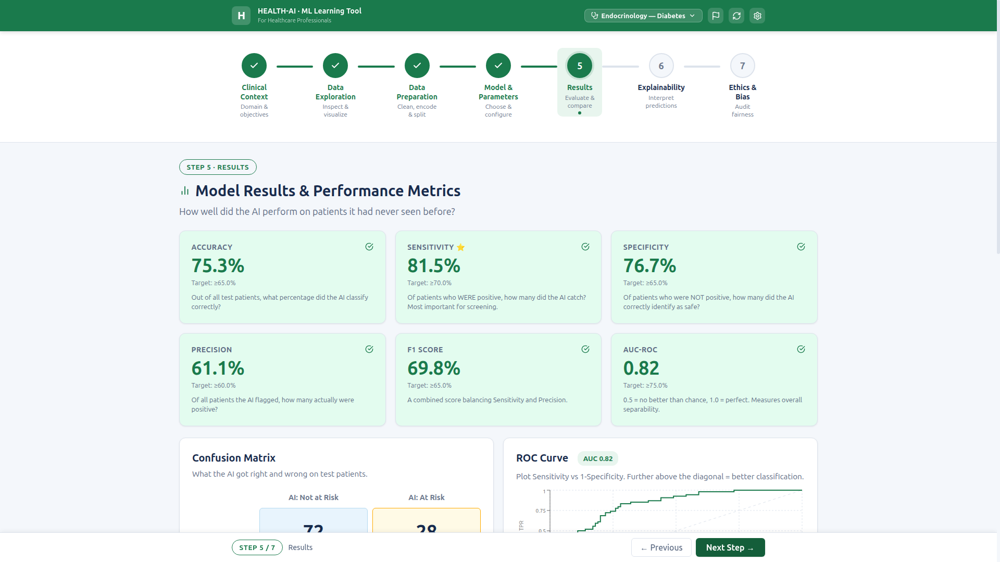 H
HEALTH-AI · ML Learning Tool
For Healthcare Professionals
Endocrinology — Diabetes
Clinical Context
Domain & objectives
Data Exploration
Inspect & visualize
Data Preparation
Clean, encode & split
Model & Parameters
Choose & configure
5
Results
Evaluate & compare
6
Explainability
Interpret predictions
7
Ethics & Bias
Audit fairness
STEP 5 · RESULTS
Model Results & Performance Metrics
How well did the AI perform on patients it had never seen before?
ACCURACY
75.3%
Target: ≥65.0%
Out of all test patients, what percentage did the AI classify
correctly?
SENSITIVITY ⭐
81.5%
Target: ≥70.0%
Of patients who WERE positive, how many did the AI catch?
Most important for screening.
SPECIFICITY
76.7%
Target: ≥65.0%
Of patients who were NOT positive, how many did the AI
correctly identify as safe?
PRECISION
61.1%
Target: ≥60.0%
Of all patients the AI flagged, how many actually were
positive?
F1 SCORE
69.8%
Target: ≥65.0%
A combined score balancing Sensitivity and Precision.
AUC-ROC
0.82
Target: ≥75.0%
0.5 = no better than chance, 1.0 = perfect. Measures overall
separability.
Confusion Matrix
What the AI got right and wrong on test patients.
AI: Not at Risk
AI: At Risk
72
28
ROC Curve
AUC 0.82
Plot Sensitivity vs 1-Specificity. Further above the diagonal = better classification.
1
0.75
0.5
TPR
STEP 5 / 7
Results
← Previous
Next Step →